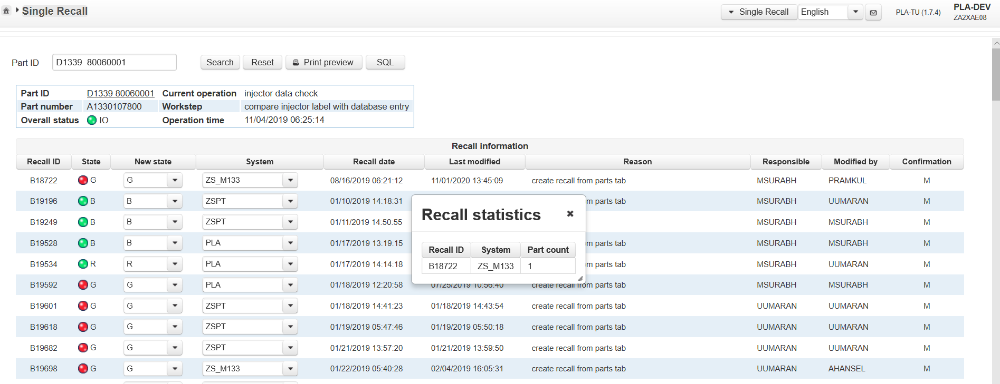 Single Recall
Single Recall English PLA-TU (1.7.4) PLA-DEV
ZA2XAE08
Part ID D1339 80060001 Search Reset Print preview SQL
Part ID D1339 80060001 Current operation injector data check
Part number A1330107800 Workstep compare injector label with database entry
Overall status IO Operation time 11/04/2019 06:25:14
Recall information
Recall ID State New state System Recall date Last modified Reason Responsible Modified by Confirmation
B18722 G G ZS_M133 08/16/2019 06:21:12 11/01/2020 13:45:09 create recall from parts tab MSURABH PRAMKUL M
B19196 B B ZSPT 01/10/2019 14:18:31 parts tab MSURABH UUMARAN M
B19249 B B ZSPT 01/11/2019 14:50:55 MSURABH MSURABH M
B19528 B B PLA 01/17/2019 13:19:15 parts tab MSURABH MSURABH M
B19534 R R PLA 01/17/2019 14:14:18 parts tab MSURABH UUMARAN M
B19592 G G PLA 01/18/2019 12:20:58 07/25/2019 10:56:40 create recall from parts tab MSURABH MSURABH M
B19601 G G ZSPT 01/18/2019 14:41:23 01/18/2019 14:43:54 create recall from parts tab UUMARAN UUMARAN M
B19618 G G ZSPT 01/19/2019 05:47:46 01/19/2019 05:50:18 create recall from parts tab UUMARAN UUMARAN M
B19682 G G ZSPT 01/21/2019 13:57:20 01/21/2019 13:59:50 create recall from parts tab UUMARAN UUMARAN M
B19698 G G ZS_M133 01/22/2019 05:40:28 02/04/2019 16:05:31 create recall from parts tab UUMARAN AHANSEL M
Recall statistics
Recall ID System Part count
B18722 ZS_M133 1